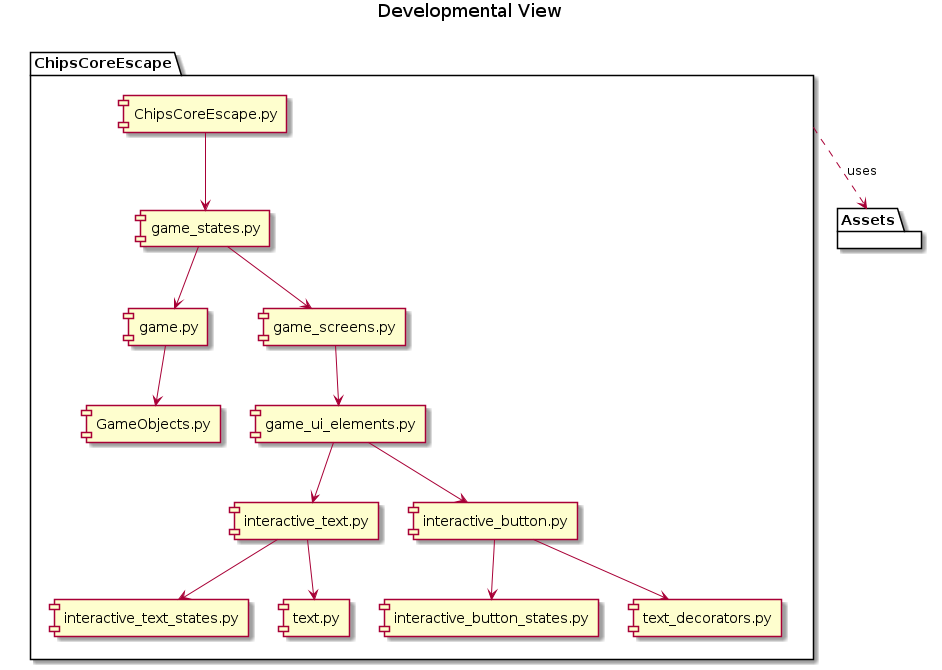 Developmental View
ChipsCoreEscape
ChipsCoreEscape.py
uses
Assets
game_states.py
game.py
game_screens.py
GameObjects.py
game_ui_elements.py
interactive_text.py
interactive_button.py
interactive_text_states.py
text.py
interactive_button_states.py
text_decorators.py